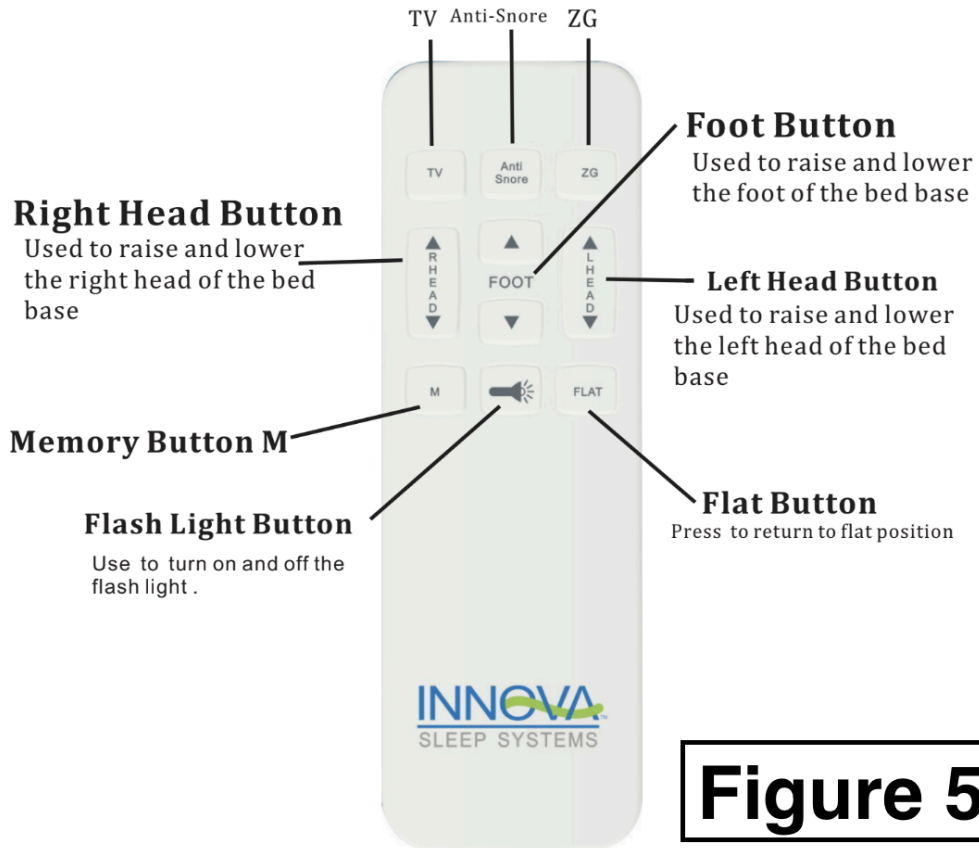 TV Anti-Snore ZG
TV
Anti
Snore
ZG
Foot Button
Used to raise and lower
the foot of the bed base
Right Head Button
Used to raise and lower
the right head of the bed
base
RHEAD
FOOT
LHEAD
Left Head Button
Used to raise and lower
the left head of the bed
base
M
FLAT
Memory Button M
Flash Light Button
Use to turn on and off the
flash light .
Flat Button
Press to return to flat position
INNOVA™
SLEEP SYSTEMS
Figure 5